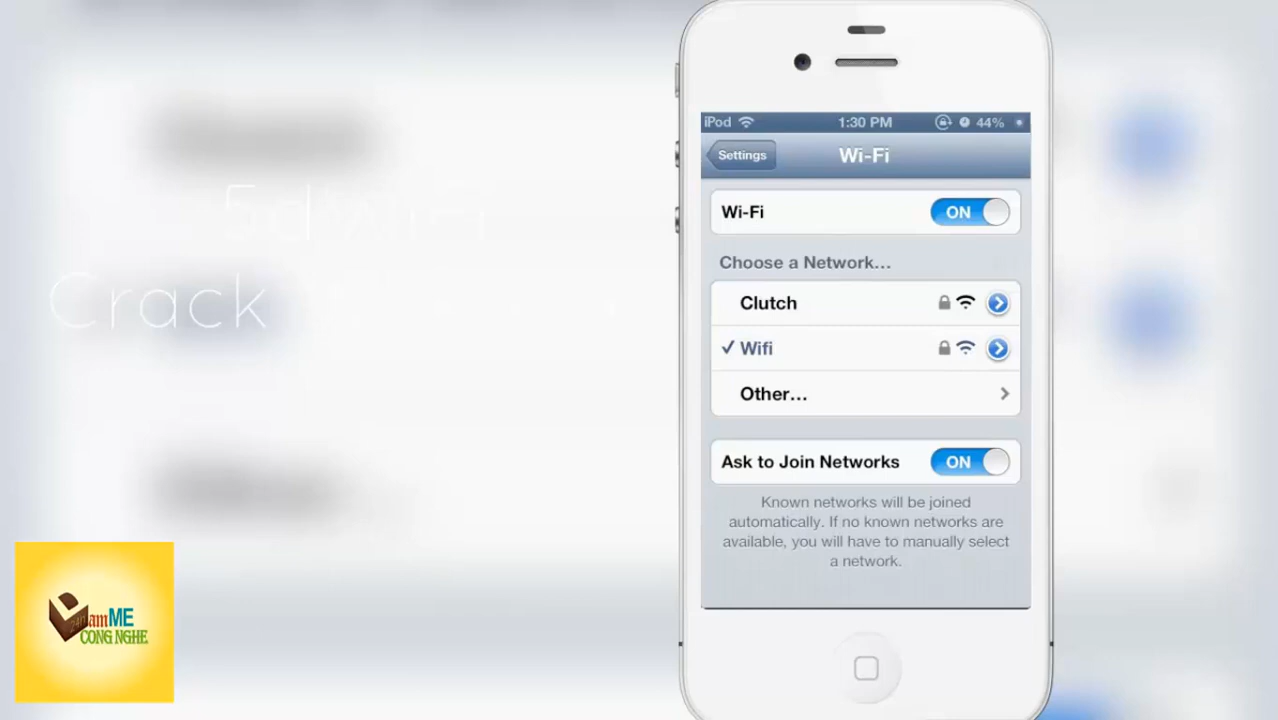 Crack
iPod 1:30 PM 44%
Settings Wi-Fi
Wi-Fi ON
Choose a Network...
Clutch
Wifi
Other...
Ask to Join Networks ON
Known networks will be joined
automatically. If no known networks are
available, you will have to manually select
a network.
24h
amME
CONG NGHE